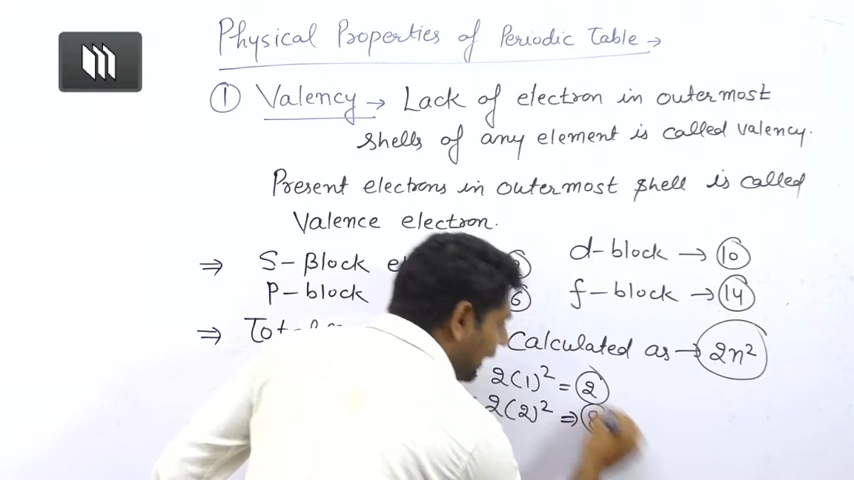 Physical Properties of Periodic Table →
① Valency → Lack of electron in outermost
shells of any element is called valency.
Present electrons in outermost shell is called
Valence electron.
⇒ S-Block d-block → 10
P-block 6 f-block → 14
⇒ Calculated as → 2n²
2(1)² = 2
2(2)² ⇒ 8